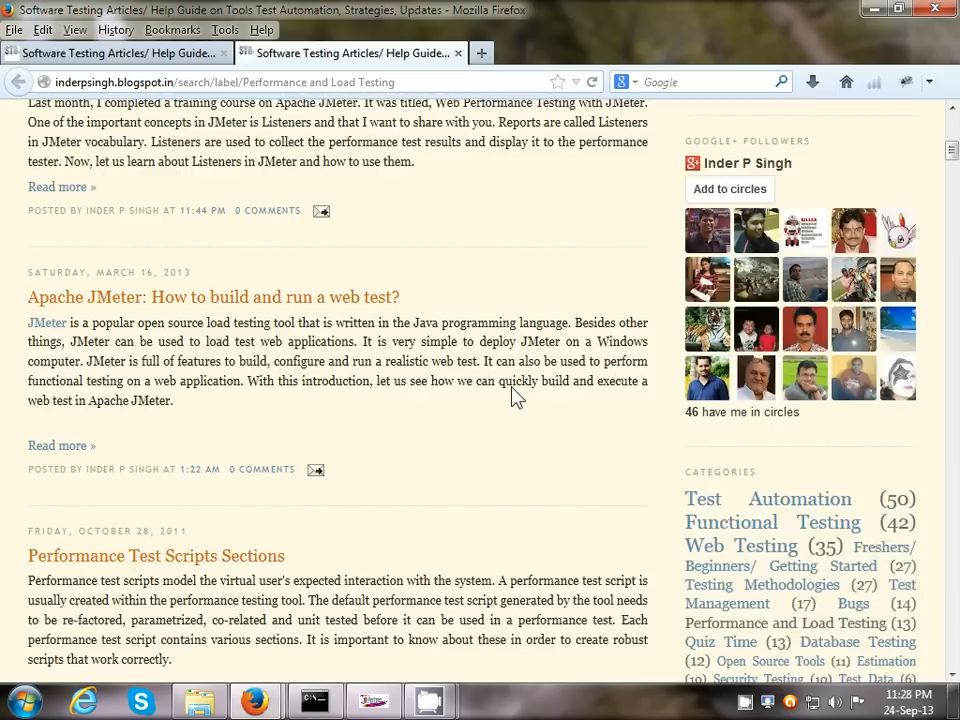 Software Testing Articles/ Help Guide on Tools Test Automation, Strategies, Updates - Mozilla Firefox
File Edit View History Bookmarks Tools Help
Software Testing Articles/ Help Guide... × Software Testing Articles/ Help Guide... × +
inderpsingh.blogspot.in/search/label/Performance and Load Testing
Google
Last month, I completed a training course on Apache JMeter. It was titled, Web Performance Testing with JMeter.
One of the important concepts in JMeter is Listeners and that I want to share with you. Reports are called Listeners
in JMeter vocabulary. Listeners are used to collect the performance test results and display it to the performance
tester. Now, let us learn about Listeners in JMeter and how to use them.
Read more »
POSTED BY INDER P SINGH AT 11:44 PM 0 COMMENTS
SATURDAY, MARCH 16, 2013
Apache JMeter: How to build and run a web test?
JMeter is a popular open source load testing tool that is written in the Java programming language. Besides other
things, JMeter can be used to load test web applications. It is very simple to deploy JMeter on a Windows
computer. JMeter is full of features to build, configure and run a realistic web test. It can also be used to perform
functional testing on a web application. With this introduction, let us see how we can quickly build and execute a
web test in Apache JMeter.
Read more »
POSTED BY INDER P SINGH AT 1:22 AM 0 COMMENTS
FRIDAY, OCTOBER 28, 2011
Performance Test Scripts Sections
Performance test scripts model the virtual user's expected interaction with the system. A performance test script is
usually created within the performance testing tool. The default performance test script generated by the tool needs
to be re-factored, parametrized, co-related and unit tested before it can be used in a performance test. Each
performance test script contains various sections. It is important to know about these in order to create robust
scripts that work correctly.
GOOGLE+ FOLLOWERS
Inder P Singh
Add to circles
46 have me in circles
CATEGORIES
Test Automation (50)
Functional Testing (42)
Web Testing (35) Freshers/
Beginners/ Getting Started (27)
Testing Methodologies (27) Test
Management (17) Bugs (14)
Performance and Load Testing (13)
Quiz Time (13) Database Testing
(12) Open Source Tools (11) Estimation
(10) Security Testing (10) Test Data (6)
11:28 PM
24-Sep-13